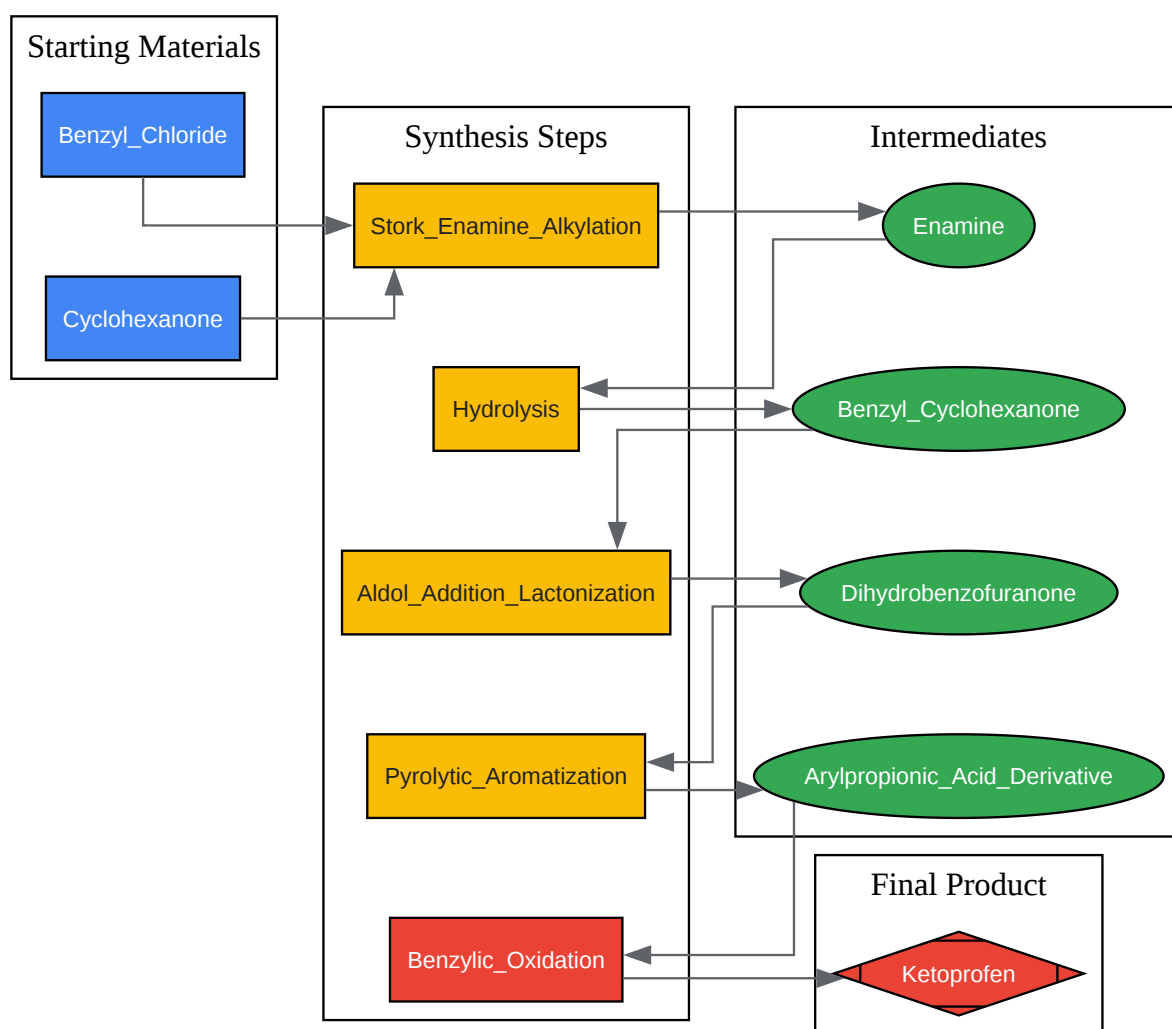 Starting Materials
Benzyl_Chloride
Cyclohexanone
Synthesis Steps
Stork_Enamine_Alkylation
Hydrolysis
Aldol_Addition_Lactonization
Pyrolytic_Aromatization
Benzylic_Oxidation
Intermediates
Enamine
Benzyl_Cyclohexanone
Dihydrobenzofuranone
Arylpropionic_Acid_Derivative
Final Product
Ketoprofen